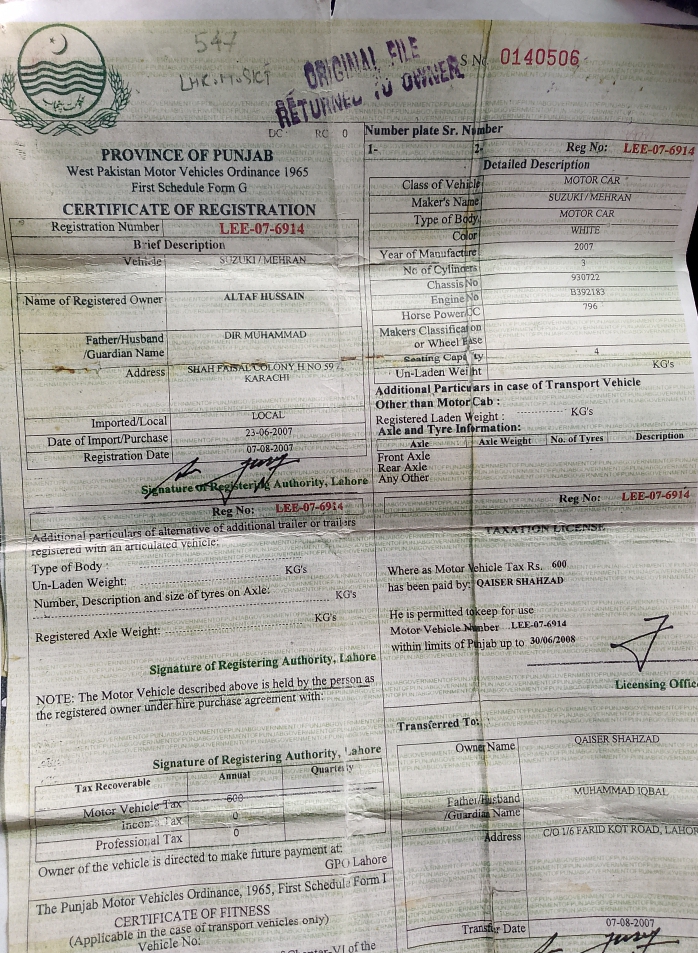 547
LHR. MUSKT
ORIGINAL FILE
RETURNED TO OWNER
S No 0140506
DC RC 0
PROVINCE OF PUNJAB
West Pakistan Motor Vehicles Ordinance 1965
First Schedule Form G
CERTIFICATE OF REGISTRATION
Registration Number LEE-07-6914
Brief Description
Vehicle SUZUKI / MEHRAN
Name of Registered Owner ALTAF HUSSAIN
Father/Husband DIR MUHAMMAD
/Guardian Name
Address SHAH FAISAL COLONY H NO 597
KARACHI
Imported/Local LOCAL
Date of Import/Purchase 23-06-2007
Registration Date 07-08-2007
Signature of Registering Authority, Lahore
Number plate Sr. Number
1- 2- Reg No: LEE-07-6914
Detailed Description
Class of Vehicle MOTOR CAR
Maker's Name SUZUKI / MEHRAN
Type of Body MOTOR CAR
Color WHITE
Year of Manufacture 2007
No of Cylinders 3
Chassis No 930722
Engine No B392183
Horse Power/CC 796
Makers Classification
or Wheel Base
Seating Capacity 4
Un-Laden Weight KG's
Additional Particuars in case of Transport Vehicle
Other than Motor Cab :
Registered Laden Weight : KG's
Axle and Tyre Information:
Axle Axle Weight No. of Tyres Description
Front Axle
Rear Axle
Any Other
Reg No: LEE-07-6914
Additional particulars of alternative of additional trailer or trailsrs
registered with an articulated vehicle:
Type of Body :
Un-Laden Weight: KG's
Number, Description and size of tyres on Axle: KG's
KG's
Registered Axle Weight:
Signature of Registering Authority, Lahore
NOTE: The Motor Vehicle described above is held by the person as
the registered owner under hire purchase agreement with:
Signature of Registering Authority, Lahore
Tax Recoverable Annual Quarterly
Motor Vehicle Tax 600
Income Tax 0
Professional Tax 0
Owner of the vehicle is directed to make future payment at:
GPO Lahore
The Punjab Motor Vehicles Ordinance, 1965, First Schedule Form I
CERTIFICATE OF FITNESS
(Applicable in the case of transport vehicles only)
Vehicle No:
Chapter-VI of the
Reg No: LEE-07-6914
TAXATION LICENSE
Where as Motor Vehicle Tax Rs. 600
has been paid by: QAISER SHAHZAD
He is permitted tokeep for use
Motor Vehicle Number LEE-07-6914
within limits of Punjab up to 30/06/2008
Licensing Office
Transferred To:
Owner Name QAISER SHAHZAD
Father/Husband MUHAMMAD IQBAL
/Guardian Name
Address C/O 1/6 FARID KOT ROAD, LAHOR
Transfer Date 07-08-2007